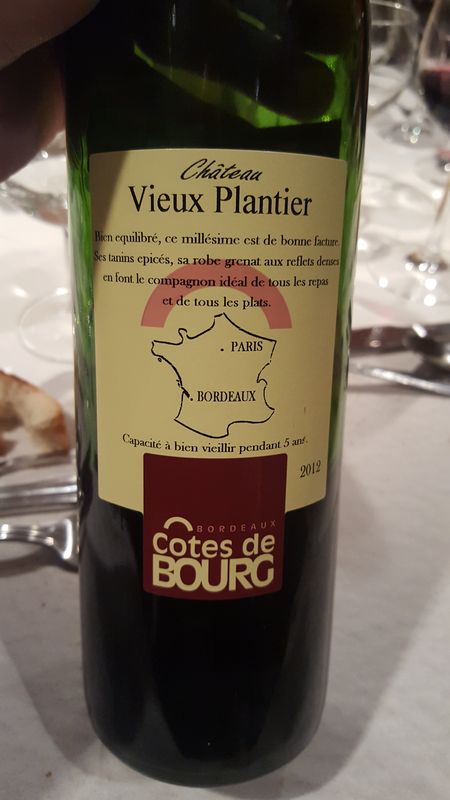 Château
Vieux Plantier
Bien equilibré, ce millésime est de bonne facture.
Ses tanins epicés, sa robe grenat aux reflets denses
en font le compagnon idéal de tous les repas
et de tous les plats.
PARIS
BORDEAUX
Capacité à bien vieillir pendant 5 ans.
2012
BORDEAUX
Côtes de
BOURG